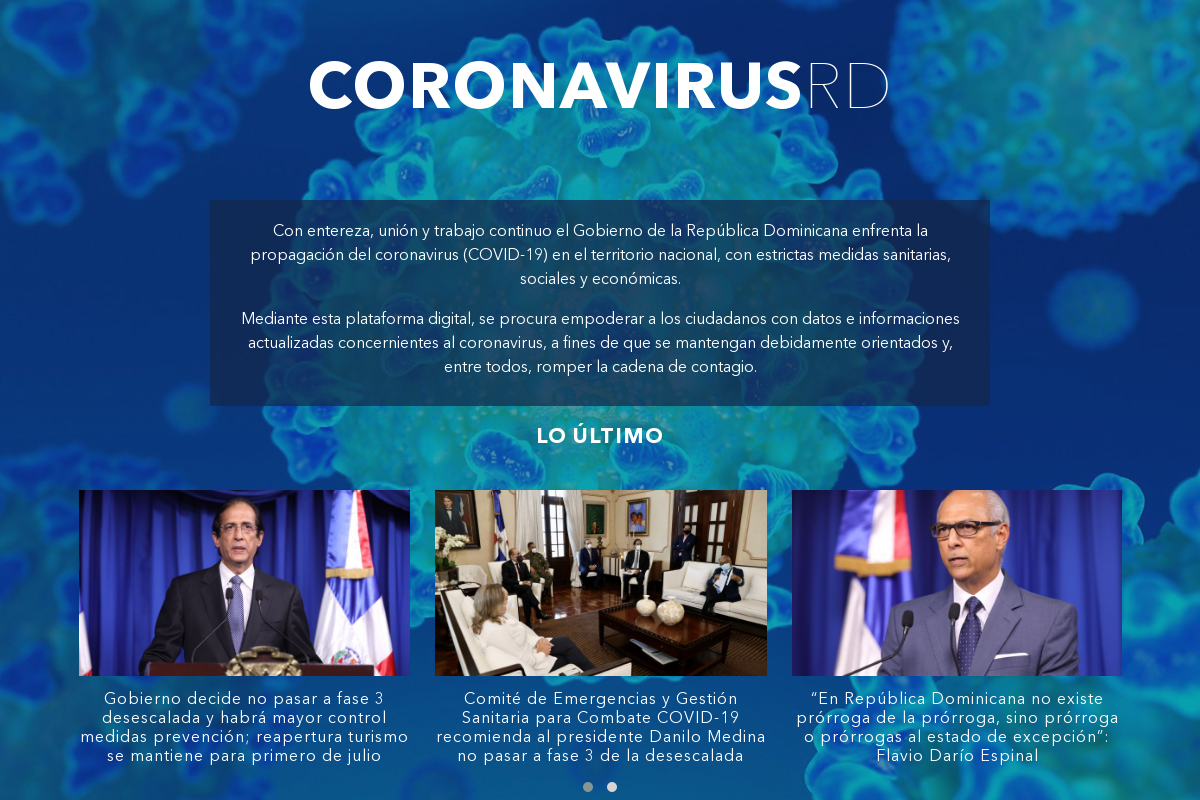 CORONAVIRUSRD
Con entereza, unión y trabajo continuo el Gobierno de la República Dominicana enfrenta la
propagación del coronavirus (COVID-19) en el territorio nacional, con estrictas medidas sanitarias,
sociales y económicas.
Mediante esta plataforma digital, se procura empoderar a los ciudadanos con datos e informaciones
actualizadas concernientes al coronavirus, a fines de que se mantengan debidamente orientados y,
entre todos, romper la cadena de contagio.
LO ÚLTIMO
Gobierno decide no pasar a fase 3
desescalada y habrá mayor control
medidas prevención; reapertura turismo
se mantiene para primero de julio
Comité de Emergencias y Gestión
Sanitaria para Combate COVID-19
recomienda al presidente Danilo Medina
no pasar a fase 3 de la desescalada
“En República Dominicana no existe
prórroga de la prórroga, sino prórroga
o prórrogas al estado de excepción”:
Flavio Darío Espinal